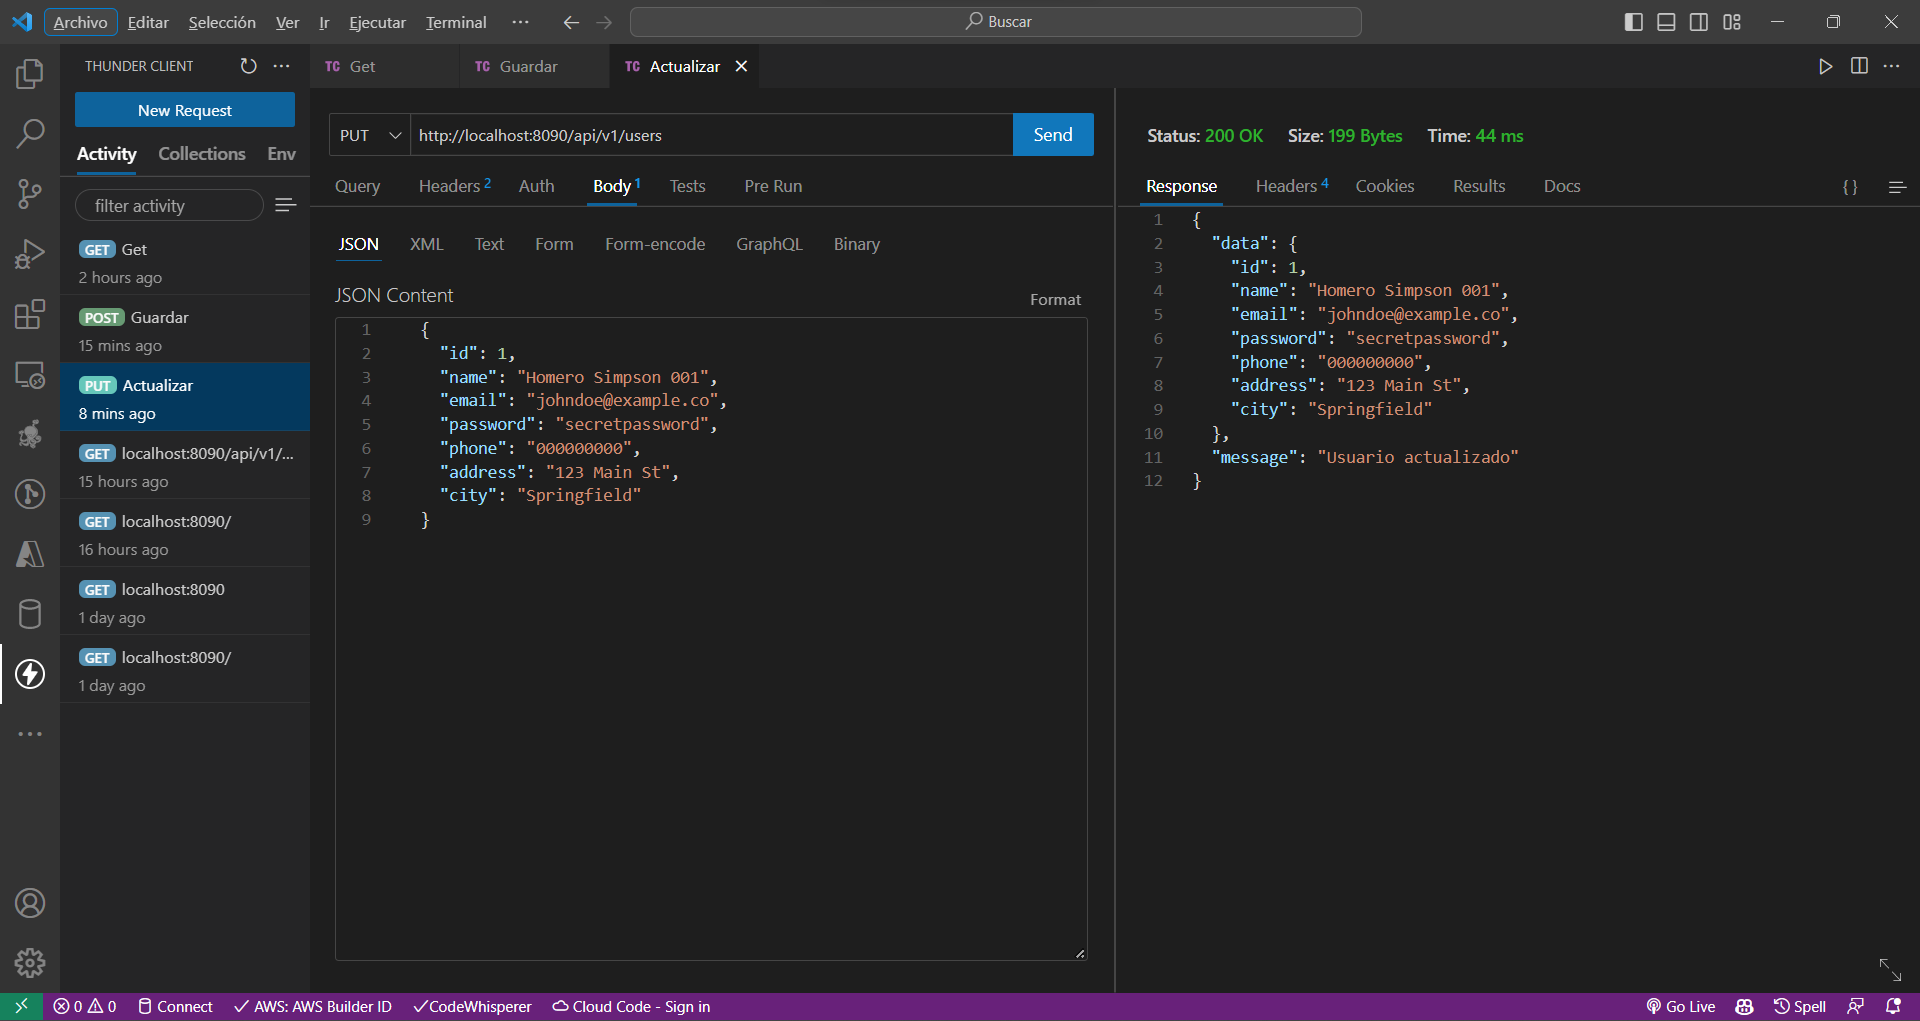 Archivo Editar Selección Ver Ir Ejecutar Terminal ··· Buscar
THUNDER CLIENT ···
New Request
Activity Collections Env
filter activity
GET Get
2 hours ago
POST Guardar
15 mins ago
PUT Actualizar
8 mins ago
GET localhost:8090/api/v1/...
15 hours ago
GET localhost:8090/
16 hours ago
GET localhost:8090
1 day ago
GET localhost:8090/
1 day ago
TC Get TC Guardar TC Actualizar
PUT http://localhost:8090/api/v1/users Send
Query Headers 2 Auth Body 1 Tests Pre Run
JSON XML Text Form Form-encode GraphQL Binary
JSON Content
Format
1 {
2 "id": 1,
3 "name": "Homero Simpson 001",
4 "email": "johndoe@example.co",
5 "password": "secretpassword",
6 "phone": "000000000",
7 "address": "123 Main St",
8 "city": "Springfield"
9 }
Status: 200 OK Size: 199 Bytes Time: 44 ms
Response Headers 4 Cookies Results Docs { }
1 {
2 "data": {
3 "id": 1,
4 "name": "Homero Simpson 001",
5 "email": "johndoe@example.co",
6 "password": "secretpassword",
7 "phone": "000000000",
8 "address": "123 Main St",
9 "city": "Springfield"
10 },
11 "message": "Usuario actualizado"
12 }
0 0 Connect AWS: AWS Builder ID CodeWhisperer Cloud Code - Sign in Go Live Spell